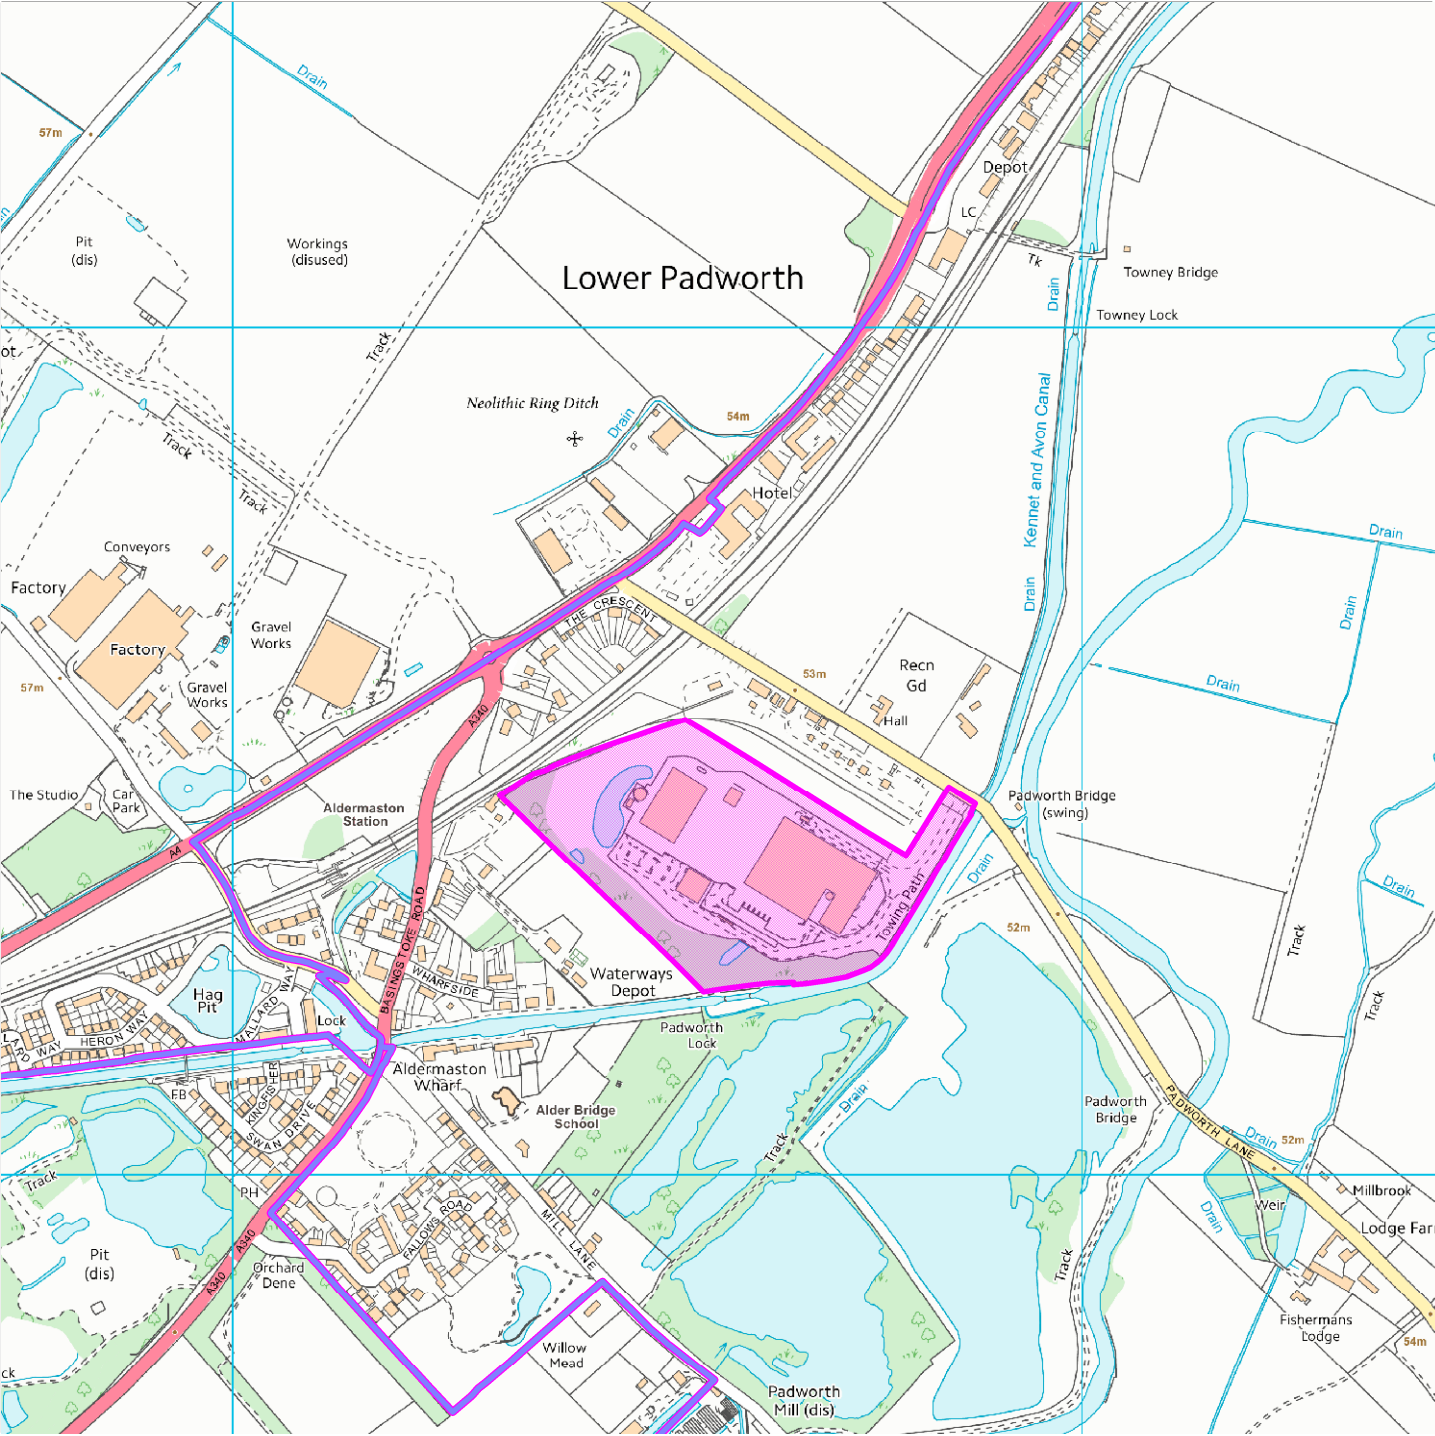 Drain
57m
Depot
LC
Pit
(dis)
Workings
(disused)
Lower Padworth
Tk
Towney Bridge
Drain
Towney Lock
ot
Track
Neolithic Ring Ditch
Drain
54m
Kennet and Avon Canal
Track
Track
Hotel
Drain
Conveyors
Factory
Drain
THE CRESCENT
Drain
Gravel
Works
Factory
Recn
Gd
53m
57m
Gravel
Works
Drain
Hall
A340
The Studio
Car
Park
Aldermaston
Station
Padworth Bridge
(swing)
A4
Drain
Drain
BASINGSTOKE ROAD
Towing Path
52m
Track
WHARFSIDE
Waterways
Depot
Hag
Pit
MALLARD WAY
Lock
HERON WAY
Track
Padworth
Lock
Aldermaston
Wharf
FB
KINGFISHER
SWAN DRIVE
Alder Bridge
School
Drain
Padworth
Bridge
PADWORTH LANE
Drain
52m
Track
Track
PH
Millbrook
MILL LANE
FALLOWS ROAD
Weir
Drain
Lodge Far
A340
Pit
(dis)
Orchard
Dene
A340
Track
Fishermans
Lodge
54m
Willow
Mead
ck
Padworth
Mill (dis)